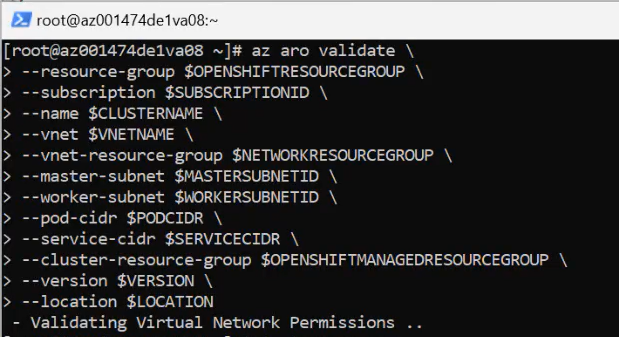 root@az001474de1va08:~
[root@az001474de1va08 ~]# az aro validate \
> --resource-group $OPENSHIFTRESOURCEGROUP \
> --subscription $SUBSCRIPTIONID \
> --name $CLUSTERNAME \
> --vnet $VNETNAME \
> --vnet-resource-group $NETWORKRESOURCEGROUP \
> --master-subnet $MASTERSUBNETID \
> --worker-subnet $WORKERSUBNETID \
> --pod-cidr $PODCIDR \
> --service-cidr $SERVICECIDR \
> --cluster-resource-group $OPENSHIFTMANAGEDRESOURCEGROUP \
> --version $VERSION \
> --location $LOCATION
- Validating Virtual Network Permissions ..